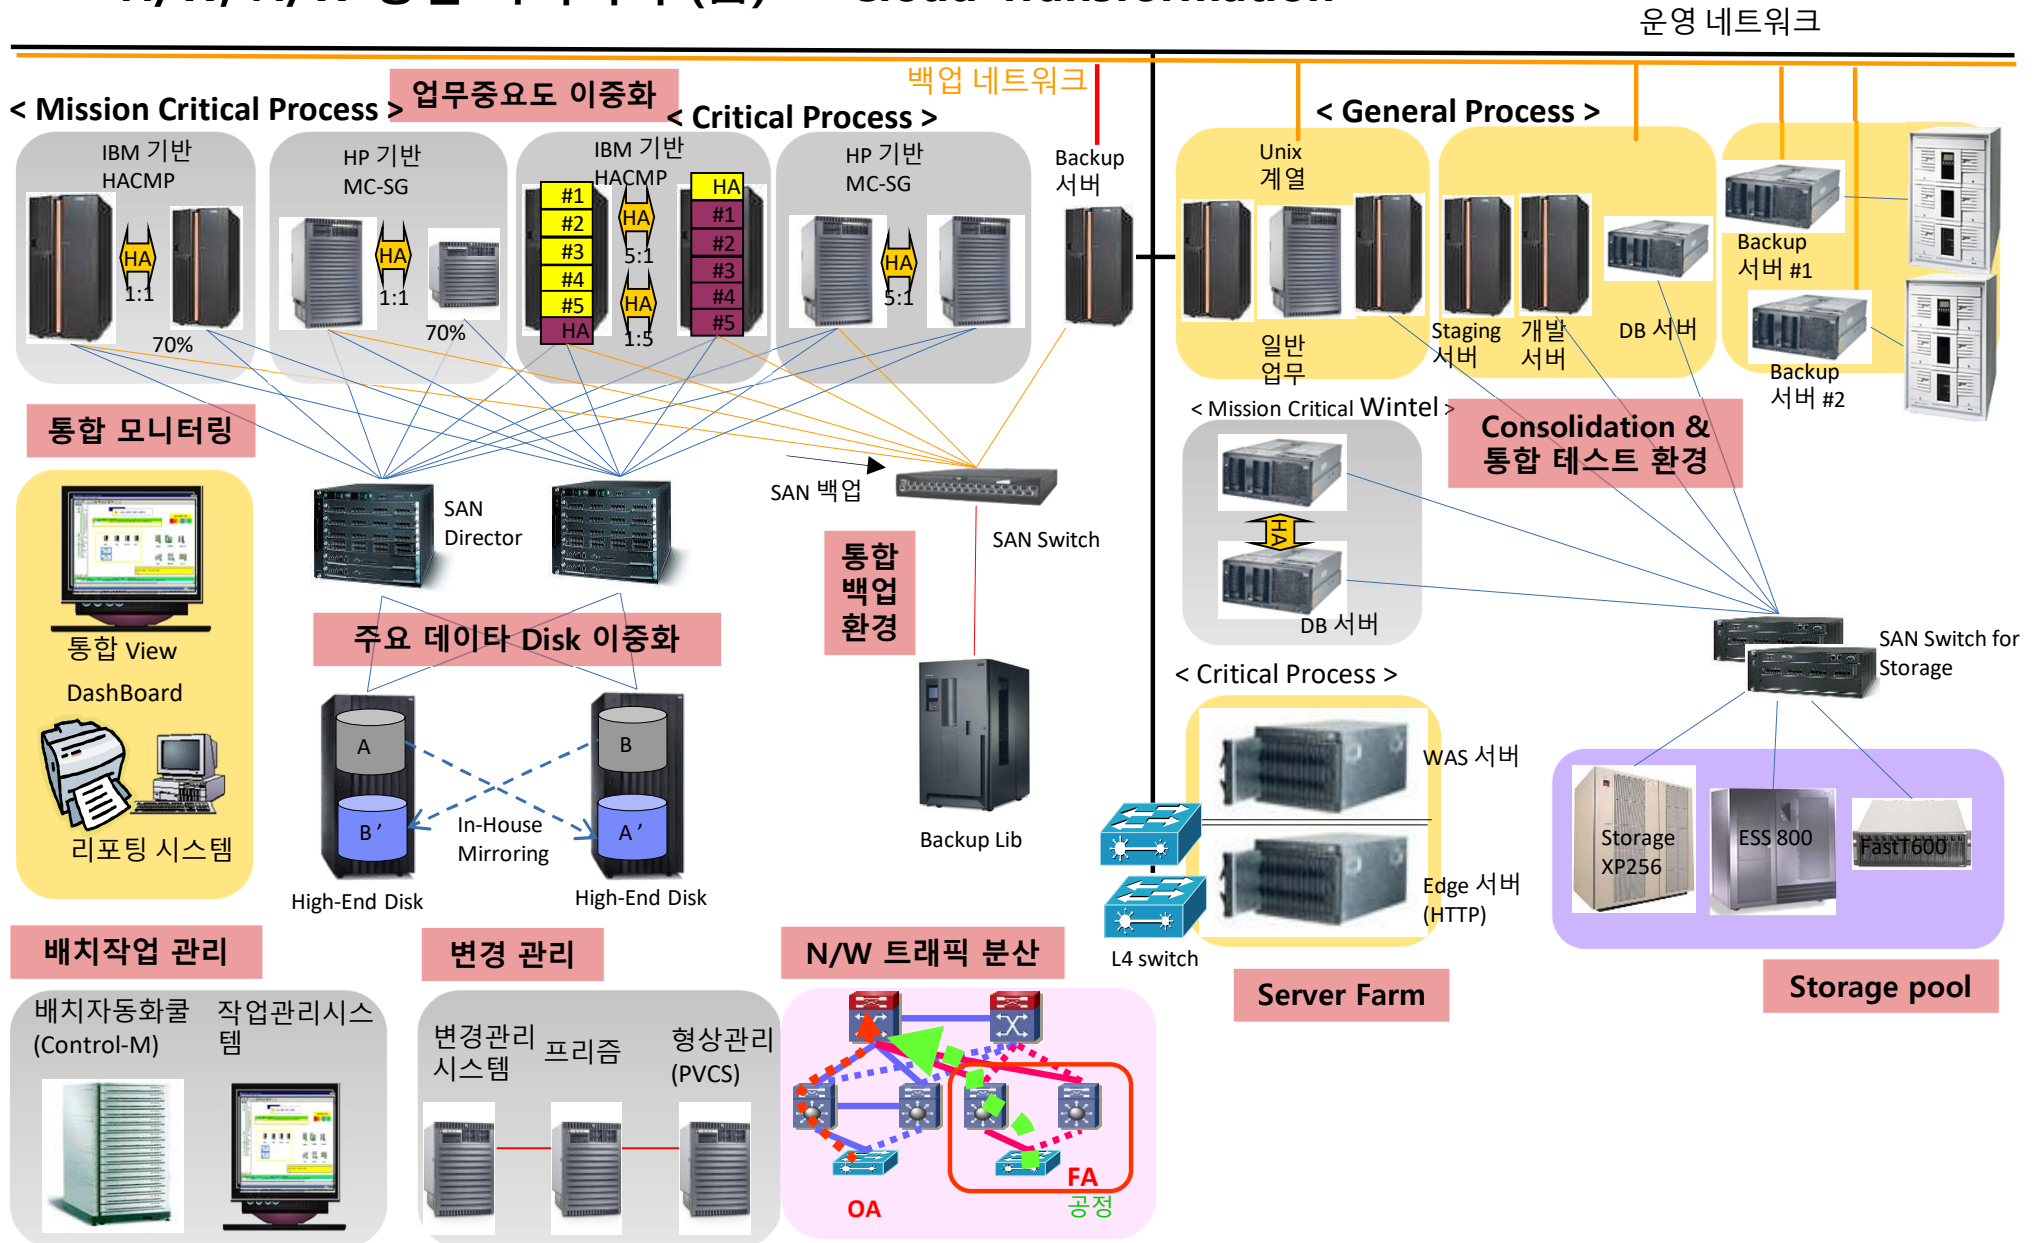 Cloud Transformation
운영 네트워크
백업 네트워크
업무중요도 이중화
< Mission Critical Process >
< Critical Process >
< General Process >
IBM 기반
HACMP
HA
1:1
70%
HP 기반
MC-SG
HA
1:1
70%
IBM 기반
HACMP
#1
#2
#3
#4
#5
HA
HA
5:1
HA
1:5
HA
#1
#2
#3
#4
#5
HP 기반
MC-SG
HA
5:1
Backup
서버
Unix
계열
일반
업무
Staging
서버
개발
서버
DB 서버
Backup
서버 #1
Backup
서버 #2
통합 모니터링
통합 View
DashBoard
리포팅 시스템
SAN
Director
SAN 백업
SAN Switch
통합
백업
환경
Backup Lib
주요 데이타 Disk 이중화
A
B
B ′
A ′
In-House
Mirroring
High-End Disk
High-End Disk
< Mission Critical Wintel >
HA
DB 서버
Consolidation &
통합 테스트 환경
SAN Switch for
Storage
< Critical Process >
WAS 서버
Edge 서버
(HTTP)
L4 switch
Server Farm
Storage
XP256
ESS 800
FastT600
Storage pool
배치작업 관리
배치자동화쿨
(Control-M)
작업관리시스
템
변경 관리
변경관리
시스템
프리즘
형상관리
(PVCS)
N/W 트래픽 분산
OA
FA
공정